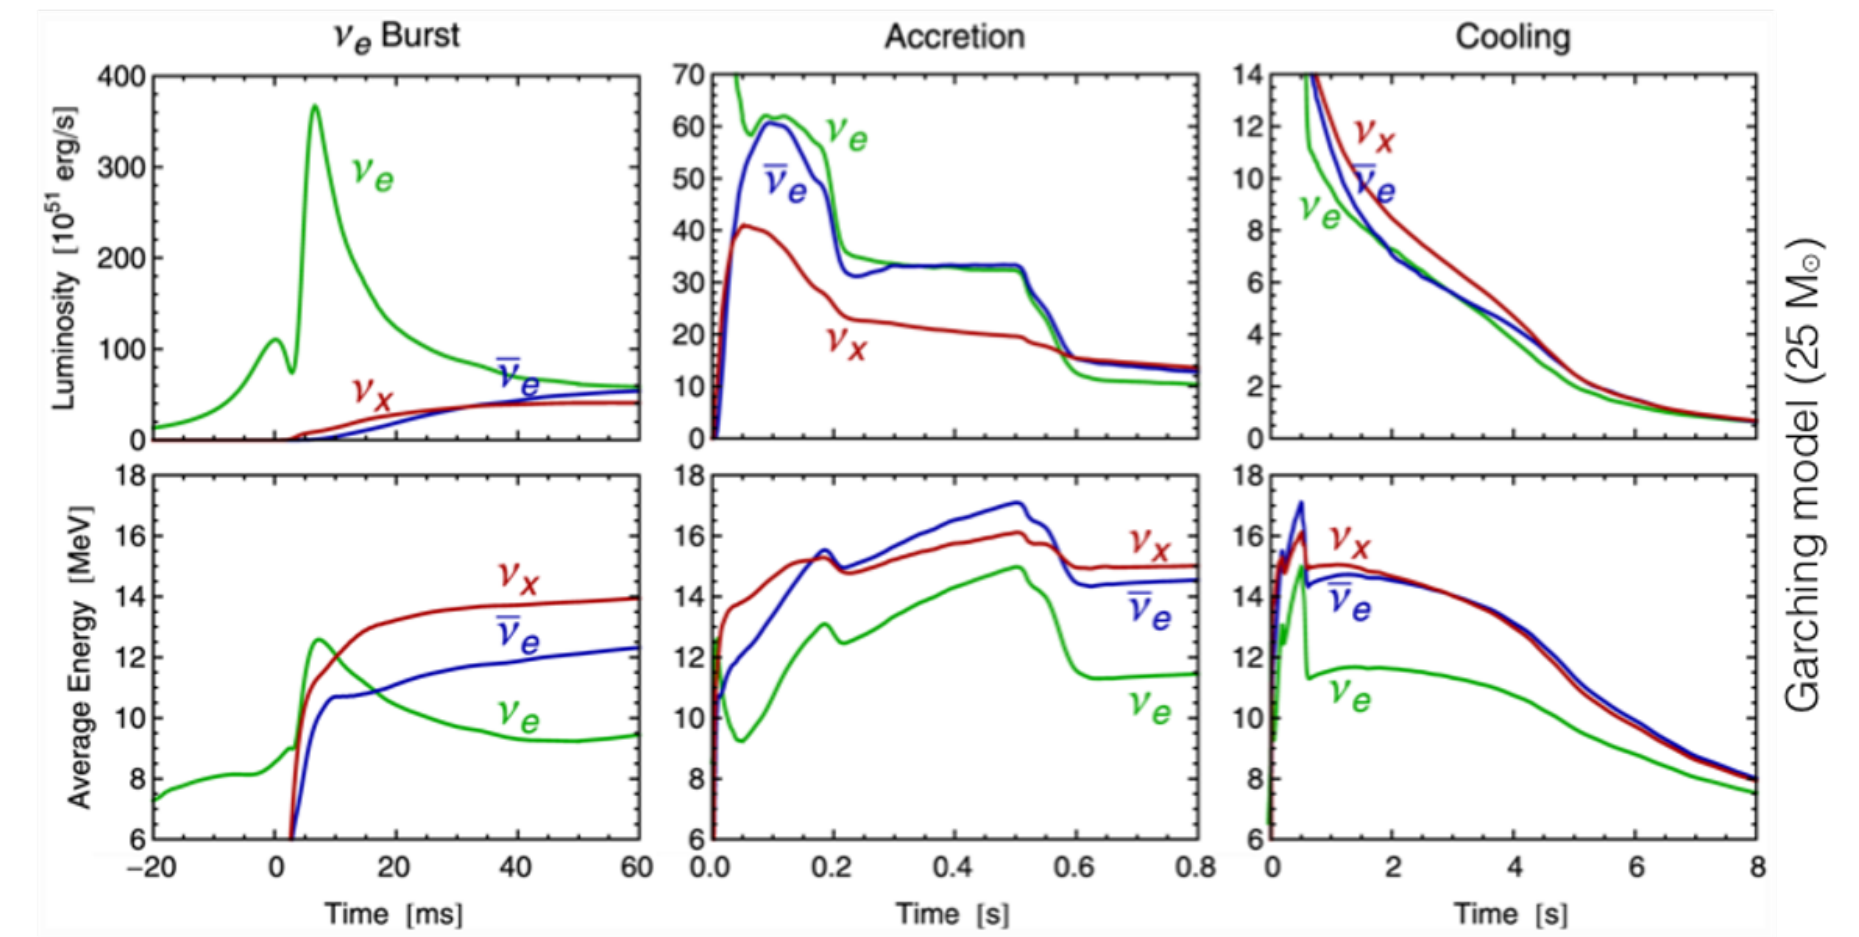 νe Burst
Accretion
Cooling
Luminosity [10^51 erg/s]
400
300
200
100
0
νe
ν̅e
νx
70
60
50
40
30
20
10
0
νe
ν̅e
νx
14
12
10
8
6
4
2
0
νx
ν̅e
νe
Average Energy [MeV]
18
16
14
12
10
8
6
νx
ν̅e
νe
−20
0
20
40
60
Time [ms]
18
16
14
12
10
8
6
νx
ν̅e
νe
0.0
0.2
0.4
0.6
0.8
Time [s]
18
16
14
12
10
8
6
νx
ν̅e
νe
0
2
4
6
8
Time [s]
Garching model (25 M☉)